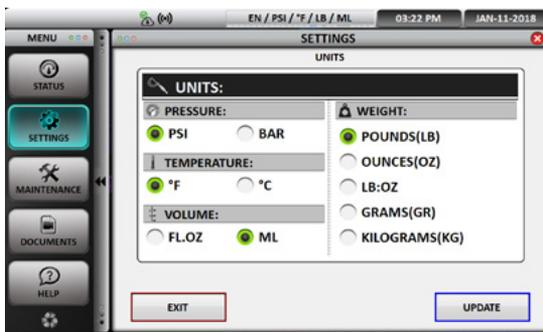 EN / PSI / °F / LB / ML
03:22 PM
JAN-11-2018
MENU
SETTINGS
UNITS
STATUS
SETTINGS
MAINTENANCE
DOCUMENTS
HELP
UNITS:
PRESSURE:
PSI
BAR
TEMPERATURE:
°F
°C
VOLUME:
FL.OZ
ML
WEIGHT:
POUNDS(LB)
OUNCES(OZ)
LB:OZ
GRAMS(GR)
KILOGRAMS(KG)
EXIT
UPDATE